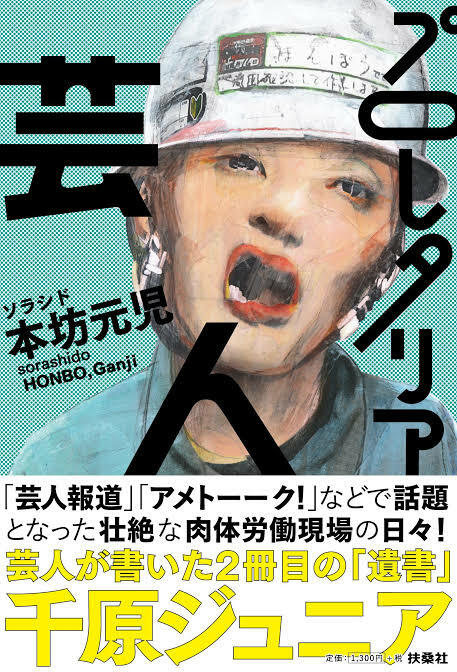 プロレタリア
芸人
ソラシド
本坊元児
sorashido
HONBO, Ganji
ほんぼう
「芸人報道」「アメトーーク!」などで話題
となった壮絶な肉体労働現場の日々!
芸人が書いた2冊目の「遺書」
千原ジュニア
定価:1,300円+税
扶桑社